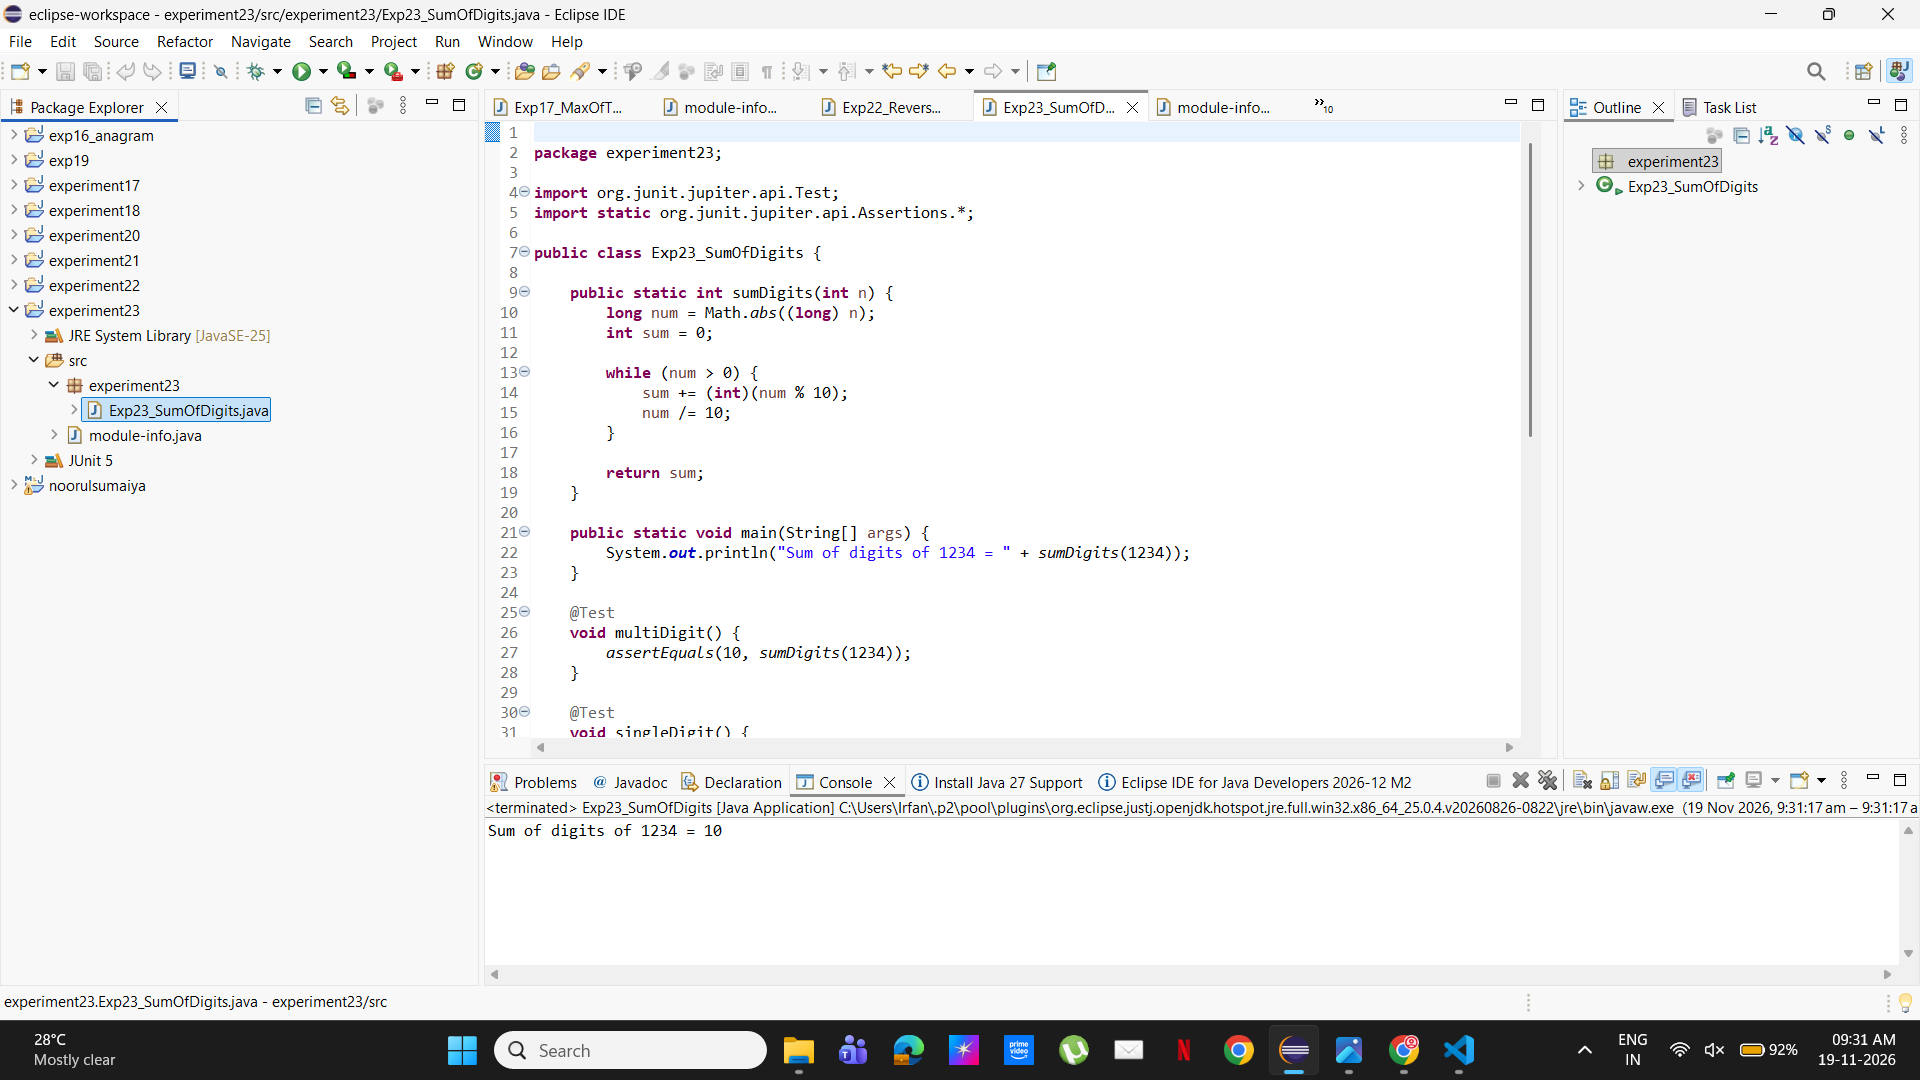 eclipse-workspace - experiment23/src/experiment23/Exp23_SumOfDigits.java - Eclipse IDE
File Edit Source Refactor Navigate Search Project Run Window Help
Package Explorer
exp16_anagram
exp19
experiment17
experiment18
experiment20
experiment21
experiment22
experiment23
JRE System Library [JavaSE-25]
src
experiment23
Exp23_SumOfDigits.java
module-info.java
JUnit 5
noorulsumaiya
Exp17_MaxOfT... module-info... Exp22_Revers... Exp23_SumOfD... module-info... »10
1
2 package experiment23;
3
4 import org.junit.jupiter.api.Test;
5 import static org.junit.jupiter.api.Assertions.*;
6
7 public class Exp23_SumOfDigits {
8
9 public static int sumDigits(int n) {
10 long num = Math.abs((long) n);
11 int sum = 0;
12
13 while (num > 0) {
14 sum += (int)(num % 10);
15 num /= 10;
16 }
17
18 return sum;
19 }
20
21 public static void main(String[] args) {
22 System.out.println("Sum of digits of 1234 = " + sumDigits(1234));
23 }
24
25 @Test
26 void multiDigit() {
27 assertEquals(10, sumDigits(1234));
28 }
29
30 @Test
31 void singleDigit() {
Outline Task List
experiment23
Exp23_SumOfDigits
Problems @ Javadoc Declaration Console Install Java 27 Support Eclipse IDE for Java Developers 2026-12 M2
<terminated> Exp23_SumOfDigits [Java Application] C:\Users\Irfan\.p2\pool\plugins\org.eclipse.justj.openjdk.hotspot.jre.full.win32.x86_64_25.0.4.v20260826-0822\jre\bin\javaw.exe (19 Nov 2026, 9:31:17 am – 9:31:17 a
Sum of digits of 1234 = 10
experiment23.Exp23_SumOfDigits.java - experiment23/src
28°C
Mostly clear
Search
prime video
ENG
IN
92%
09:31 AM
19-11-2026